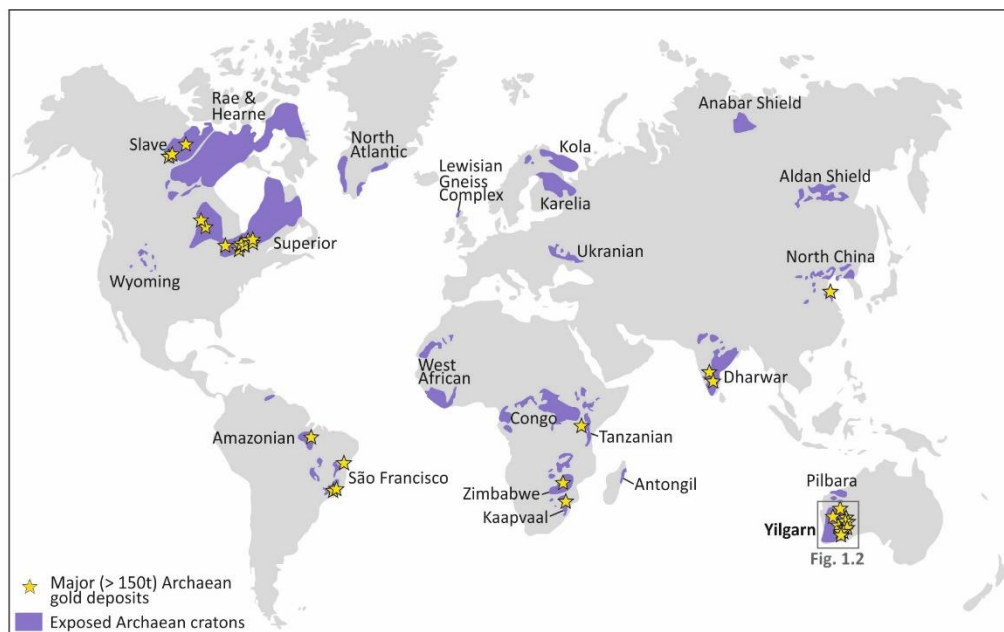 Rae &
Hearne
Slave
North
Atlantic
Lewisian
Gneiss
Complex
Kola
Karelia
Anabar Shield
Aldan Shield
Superior
Wyoming
Ukranian
North China
West
African
Dharwar
Congo
Amazonian
Tanzanian
São Francisco
Zimbabwe
Kaapvaal
Antongil
Pilbara
Yilgarn
Fig. 1.2
Major (> 150t) Archaean
gold deposits
Exposed Archaean cratons